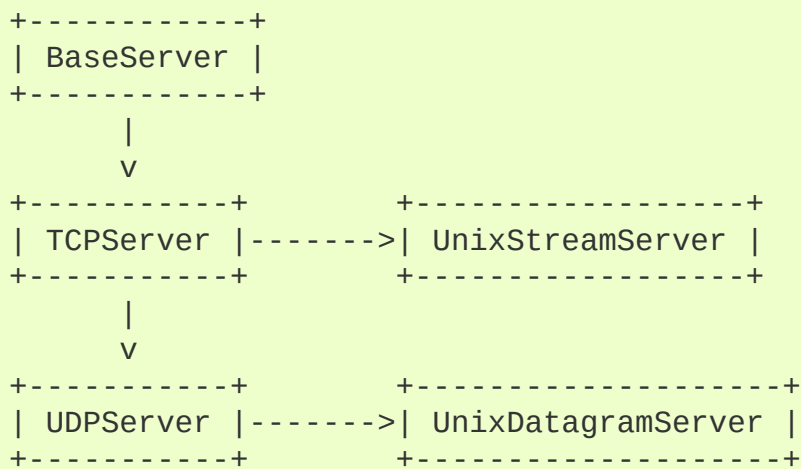 +------------+
| BaseServer |
+------------+
      |
      v
+-----------+        +------------------+
| TCPServer |------->| UnixStreamServer |
+-----------+        +------------------+
      |
      v
+-----------+        +--------------------+
| UDPServer |------->| UnixDatagramServer |
+-----------+        +--------------------+